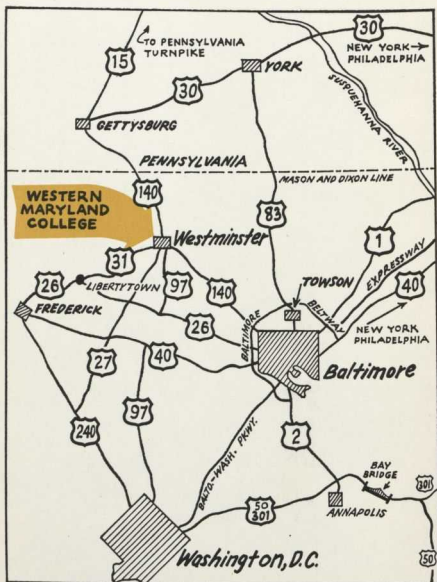 TO PENNSYLVANIA
TURNPIKE
30
NEW YORK
PHILADELPHIA
15
YORK
30
SUSQUEHANNA RIVER
GETTYSBURG
PENNSYLVANIA
140
MASON AND DIXON LINE
WESTERN
MARYLAND
COLLEGE
83
Westminster
1
31
97
TOWSON
EXPRESSWAY
26
LIBERTYTOWN
140
BELTWAY
40
FREDERICK
26
BALTIMORE
NEW YORK
PHILADELPHIA
40
27
Baltimore
97
240
2
BALTO.-WASH. PKWY.
BAY
BRIDGE
301
50
301
ANNAPOLIS
Washington, D.C.
50